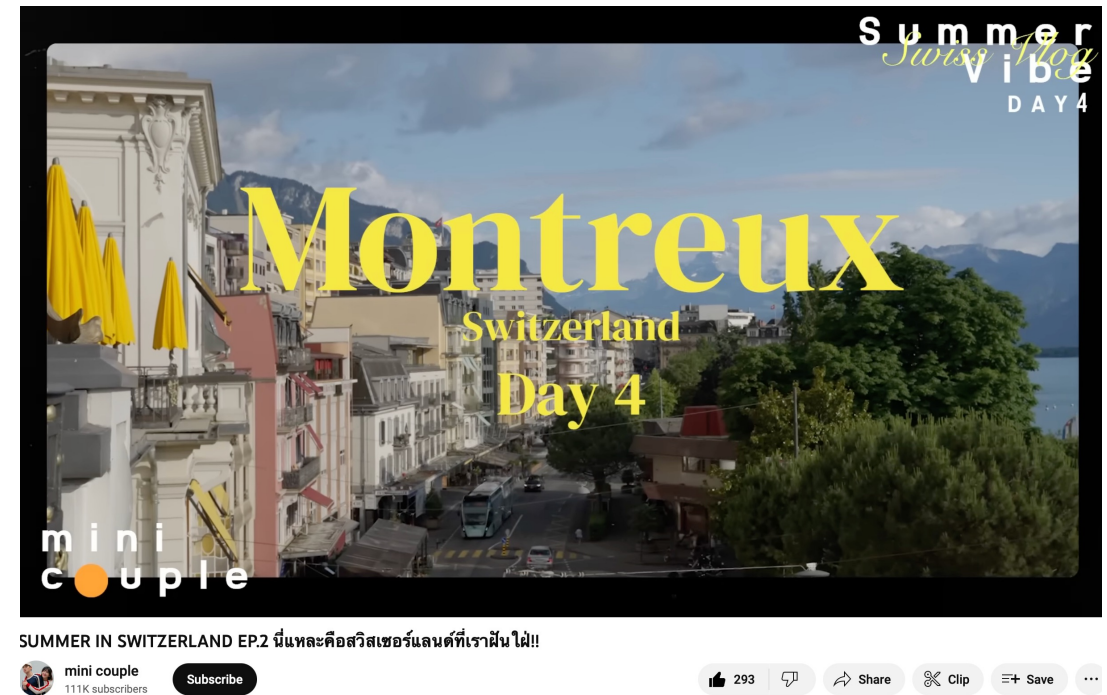 Summer
Swiss Vlog
Vibe
DAY 4
Montreux
Switzerland
Day 4
mini
couple
SUMMER IN SWITZERLAND EP.2 นี่แหละคือสวิสเซอร์แลนด์ที่เราฝันใฝ่!!
mini couple
111K subscribers
Subscribe
293
Share
Clip
Save